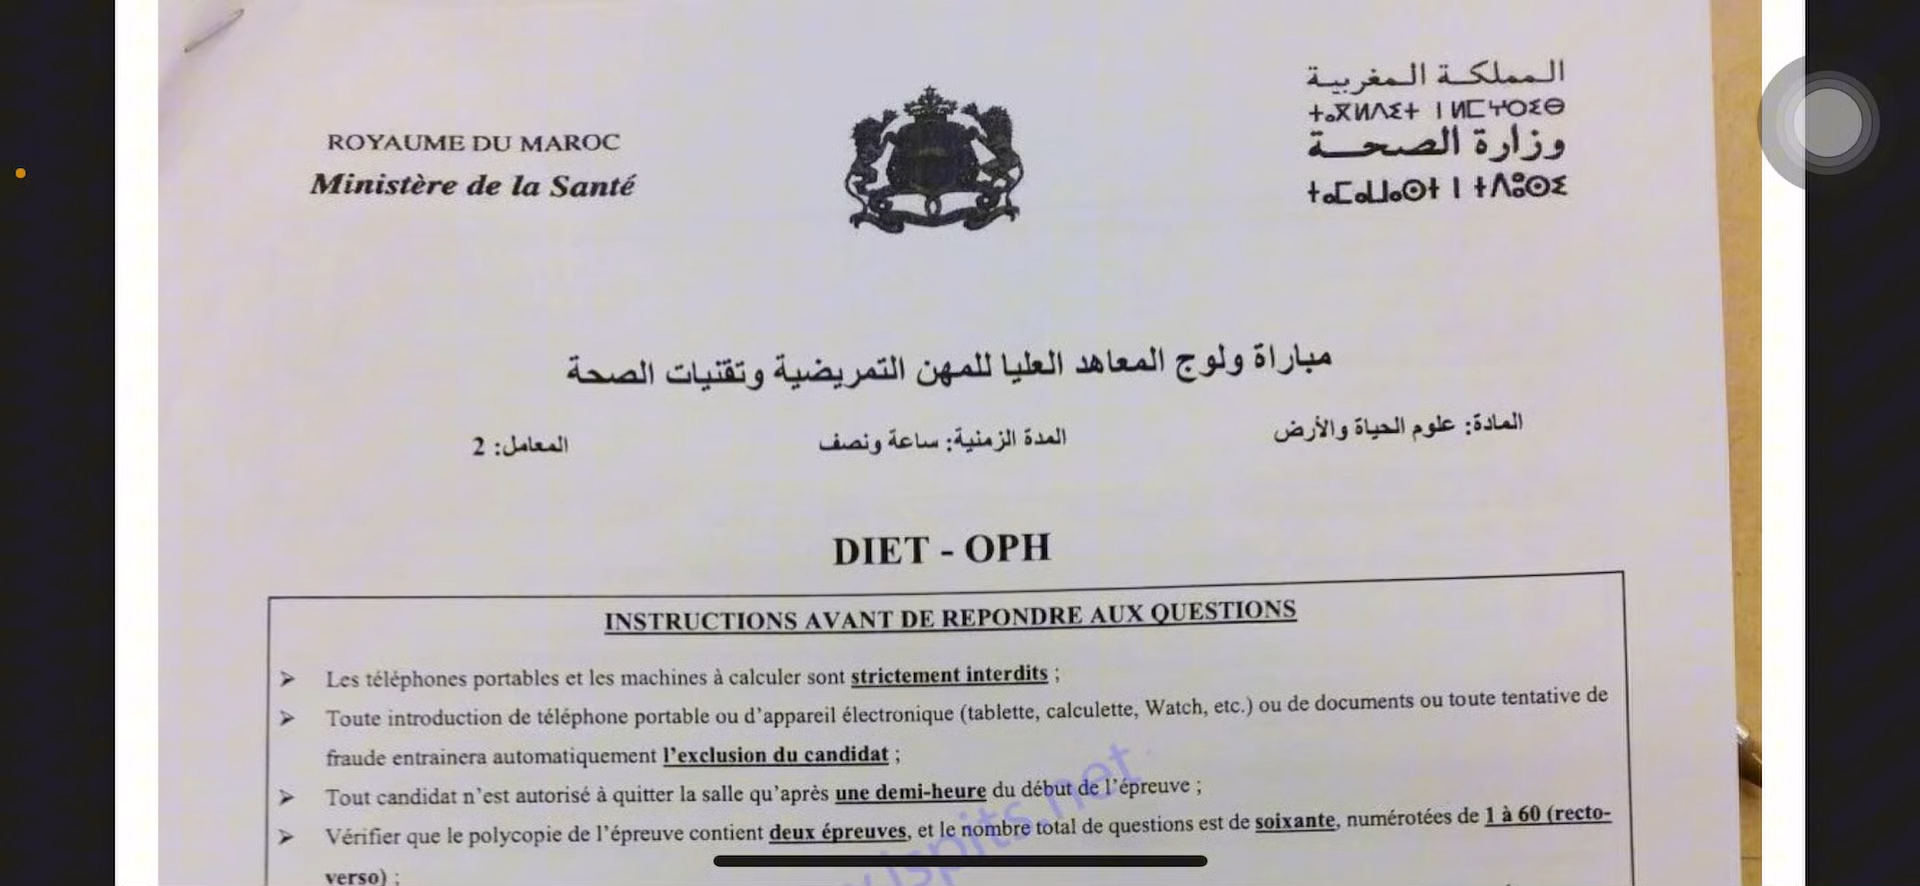 ROYAUME DU MAROC
Ministère de la Santé
المملكة المغربية
ⵜⴰⴳⵍⴷⵉⵜ ⵏ ⵍⵎⵖⵔⵉⴱ
وزارة الصحة
ⵜⴰⵎⴰⵡⴰⵙⵜ ⵏ ⵜⴷⵓⵙⵉ
مباراة ولوج المعاهد العليا للمهن التمريضية وتقنيات الصحة
المادة: علوم الحياة والأرض المدة الزمنية: ساعة ونصف المعامل: 2
DIET - OPH
INSTRUCTIONS AVANT DE REPONDRE AUX QUESTIONS
➢ Les téléphones portables et les machines à calculer sont strictement interdits ;
➢ Toute introduction de téléphone portable ou d'appareil électronique (tablette, calculette, Watch, etc.) ou de documents ou toute tentative de
fraude entrainera automatiquement l'exclusion du candidat ;
➢ Tout candidat n'est autorisé à quitter la salle qu'après une demi-heure du début de l'épreuve ;
➢ Vérifier que le polycopie de l'épreuve contient deux épreuves, et le nombre total de questions est de soixante, numérotées de 1 à 60 (recto-
verso) ;
ispits.net